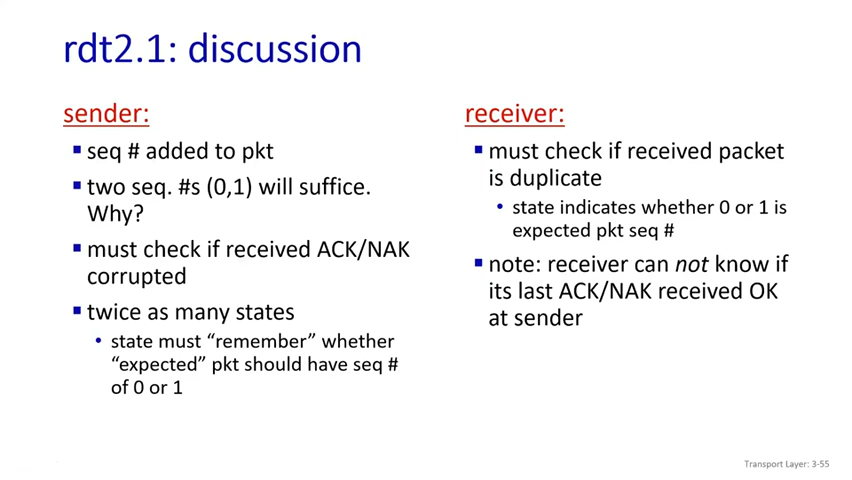 rdt2.1: discussion
sender:
▪ seq # added to pkt
▪ two seq. #s (0,1) will suffice.
Why?
▪ must check if received ACK/NAK
corrupted
▪ twice as many states
• state must “remember” whether
“expected” pkt should have seq #
of 0 or 1
receiver:
▪ must check if received packet
is duplicate
• state indicates whether 0 or 1 is
expected pkt seq #
▪ note: receiver can not know if
its last ACK/NAK received OK
at sender
Transport Layer: 3-55